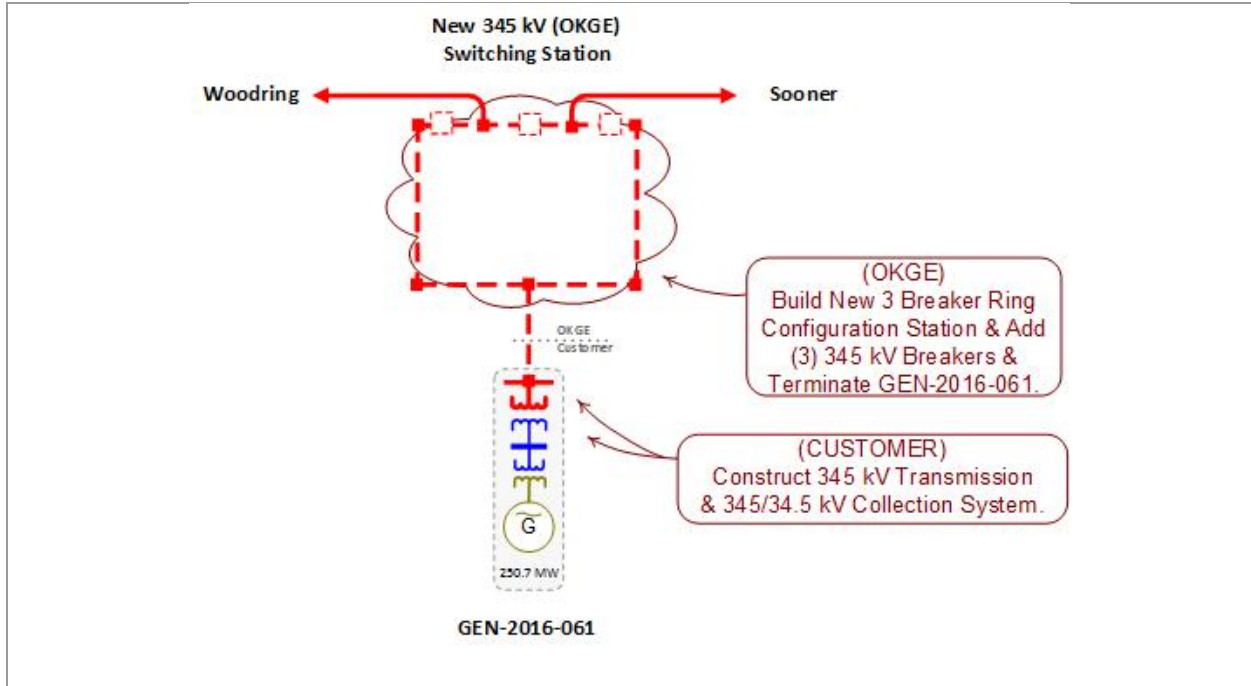 New 345 kV (OKGE)
Switching Station
Woodring
Sooner
(OKGE)
Build New 3 Breaker Ring
Configuration Station & Add
(3) 345 kV Breakers &
Terminate GEN-2016-061.
OKGE
Customer
(CUSTOMER)
Construct 345 kV Transmission
& 345/34.5 kV Collection System.
G
250.7 MW
GEN-2016-061